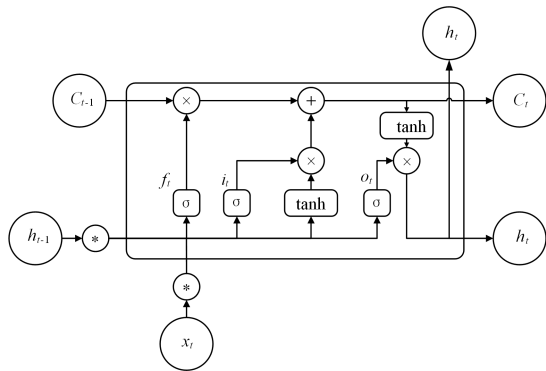 h_t
C_{t-1}
×
+
C_t
tanh
×
×
f_t
i_t
o_t
σ
σ
tanh
σ
h_{t-1}
*
h_t
*
x_t